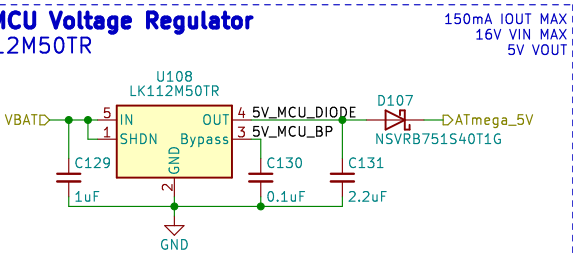 MCU Voltage Regulator
150mA IOUT MAX
16V VIN MAX
5V VOUT
12M50TR
U108
LK112M50TR
VBAT
5
IN
OUT
4
5V_MCU_DIODE
D107
ATmega_5V
1
SHDN
Bypass
3
5V_MCU_BP
NSVRB751S40T1G
GND
2
C129
1uF
C130
0.1uF
C131
2.2uF
GND